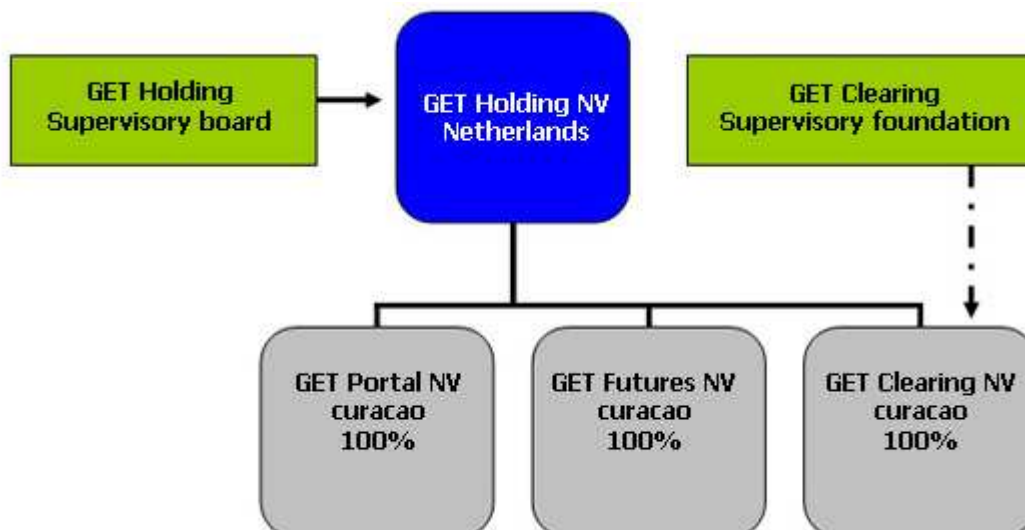 GET Holding
Supervisory board
GET Holding NV
Netherlands
GET Clearing
Supervisory foundation
GET Portal NV
curacao
100%
GET Futures NV
curacao
100%
GET Clearing NV
curacao
100%